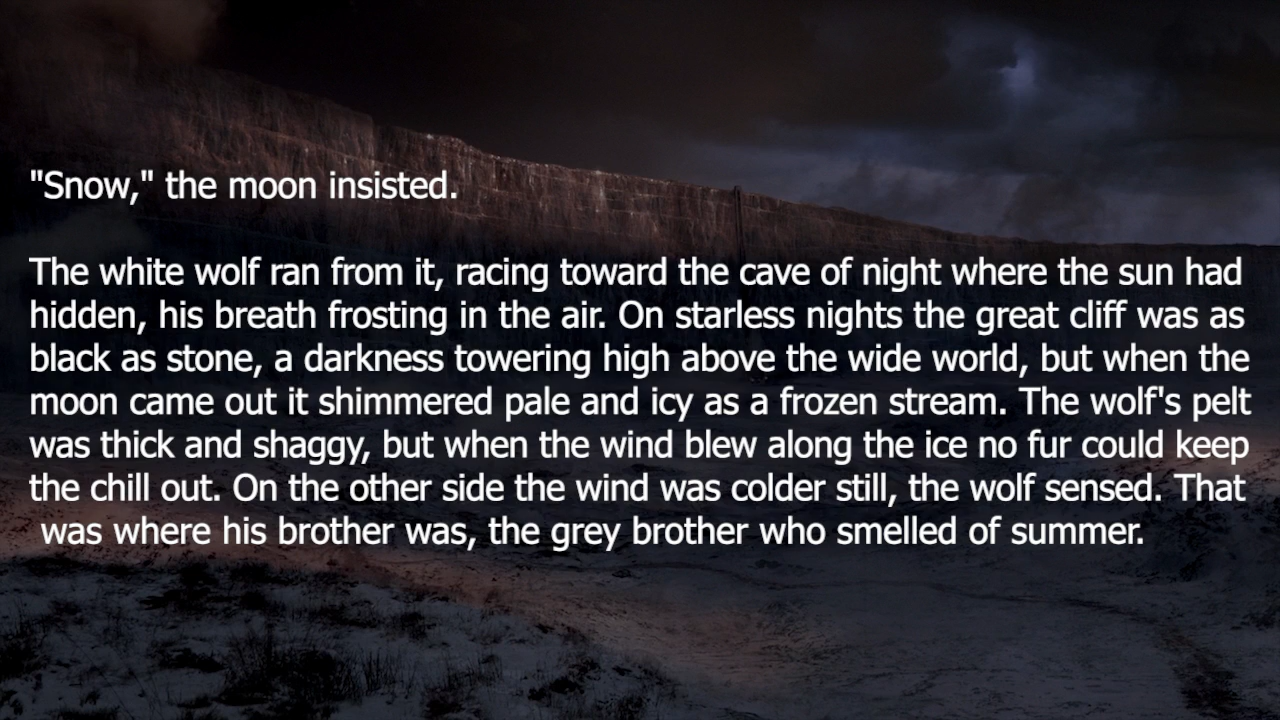 "Snow," the moon insisted.
The white wolf ran from it, racing toward the cave of night where the sun had
hidden, his breath frosting in the air. On starless nights the great cliff was as
black as stone, a darkness towering high above the wide world, but when the
moon came out it shimmered pale and icy as a frozen stream. The wolf's pelt
was thick and shaggy, but when the wind blew along the ice no fur could keep
the chill out. On the other side the wind was colder still, the wolf sensed. That
was where his brother was, the grey brother who smelled of summer.